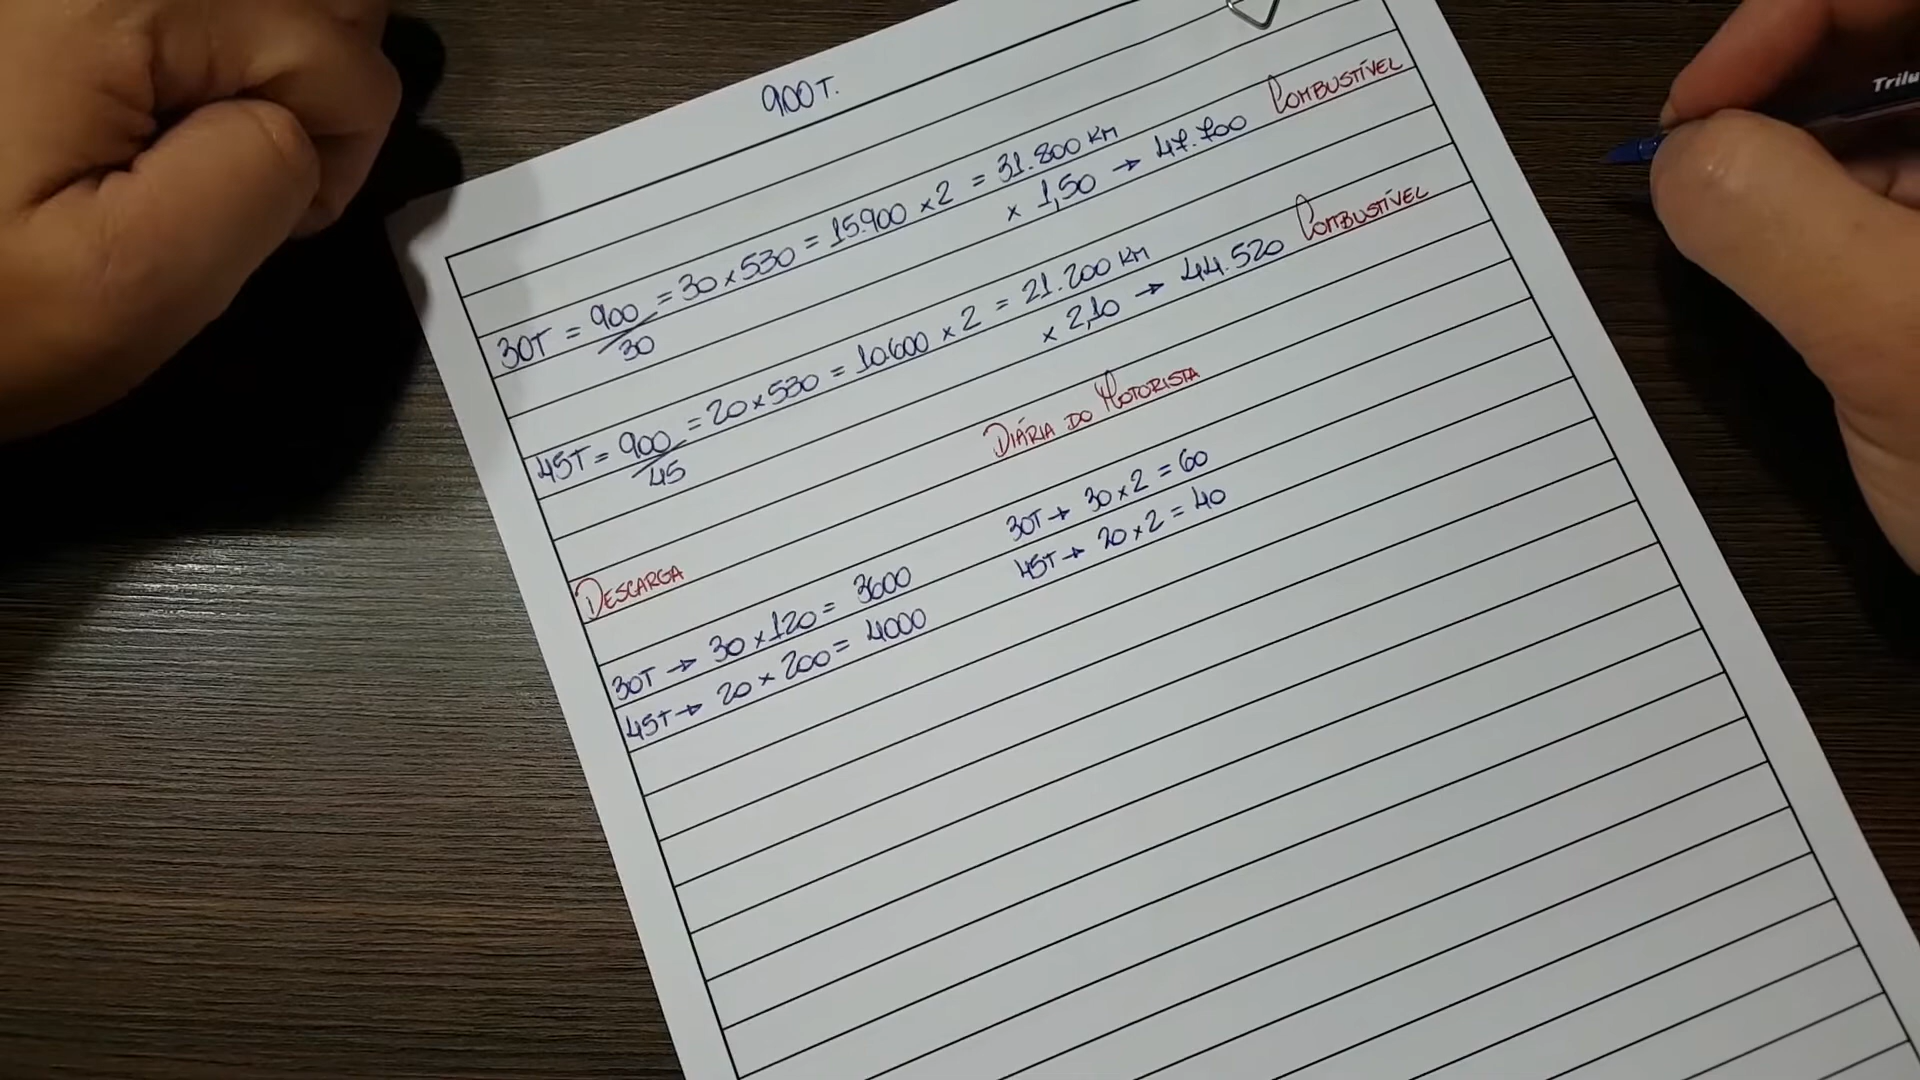 900T.
30T = 900/30 = 30 x 530 = 15.900 x 2 = 31.800 KM
x 1,50 → 47.700 COMBUSTÍVEL
45T = 900/45 = 20 x 530 = 10.600 x 2 = 21.200 KM
x 2,10 → 44.520 COMBUSTÍVEL
DESCARGA
30T → 30 x 120 = 3600
45T → 20 x 200 = 4000
DIÁRIA DO MOTORISTA
30T → 30 x 2 = 60
45T → 20 x 2 = 40